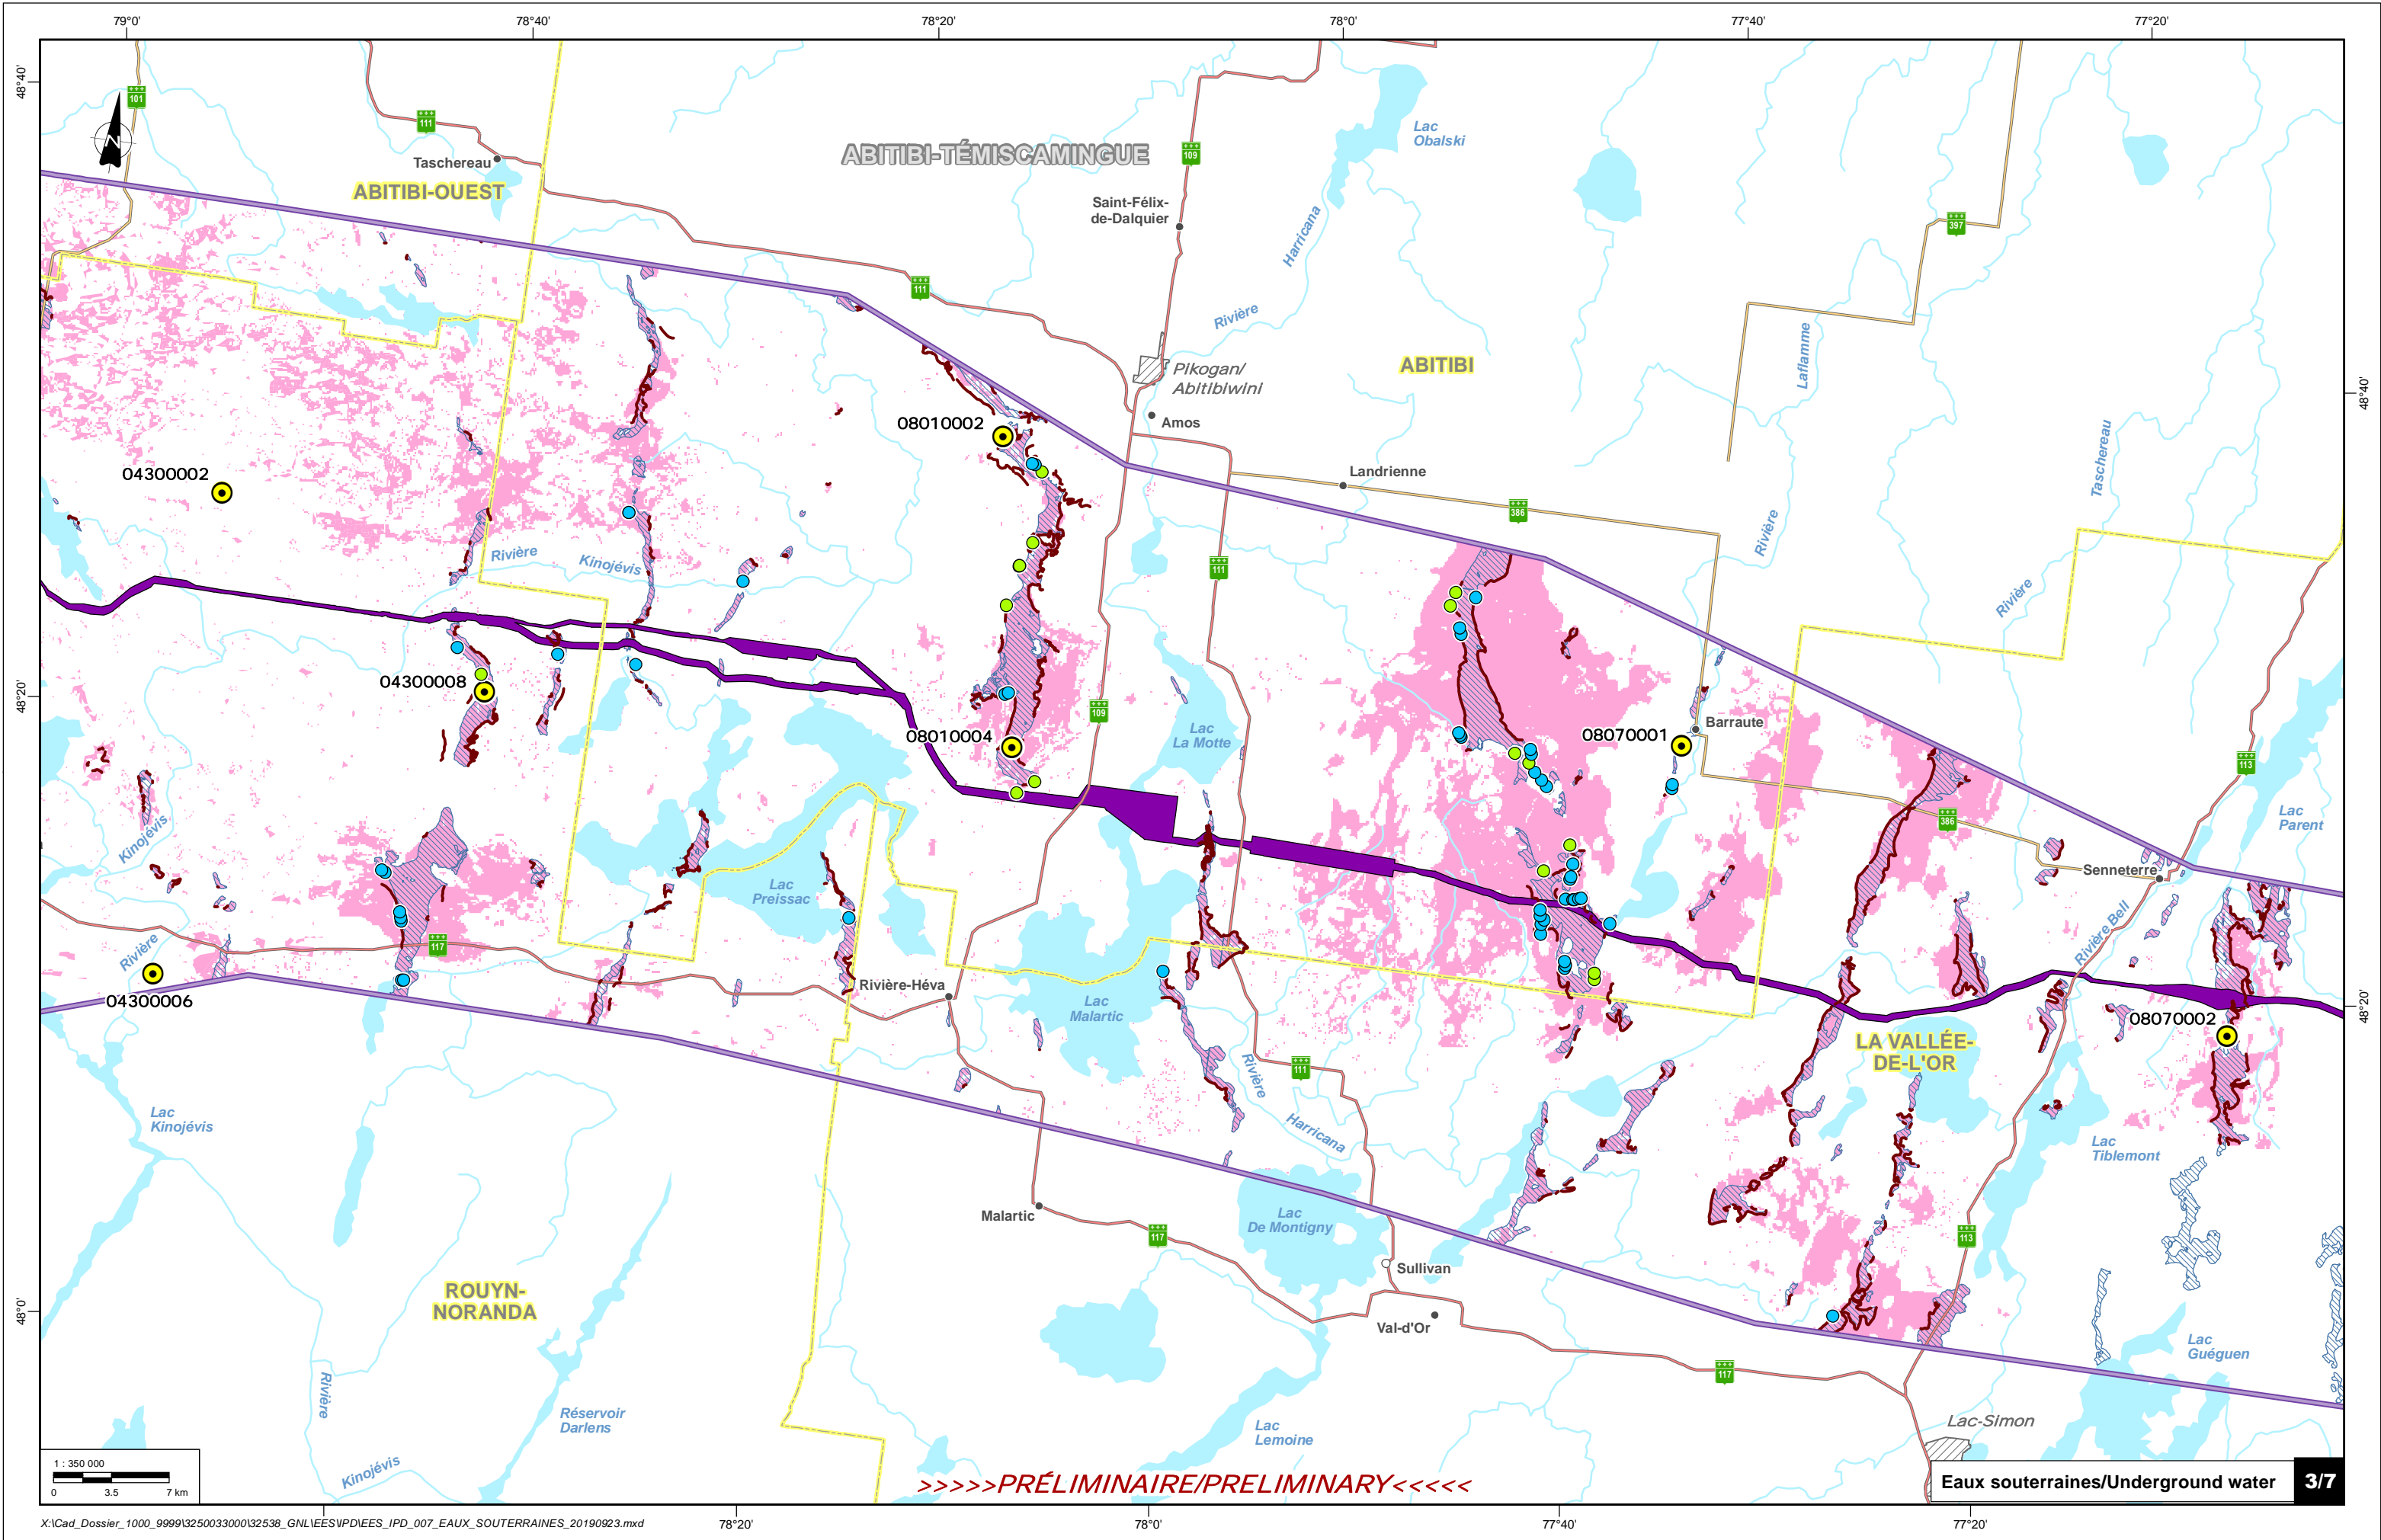 79°0'
78°40'
78°20'
78°0'
77°40'
77°20'
48°40'
101
111
N
Taschereau
ABITIBI-OUEST
ABITIBI-TÉMISCAMINGUE
109
Lac
Obalski
Saint-Félix-
de-Dalquier
Harricana
Rivière
397
111
Laflamme
Pikogan/
Abitibiwini
ABITIBI
48°40'
08010002
Amos
04300002
Landrienne
386
Taschereau
Rivière
Rivière
Kinojévis
111
Rivière
04300008
48°20'
109
08010004
Lac
La Motte
08070001
Barraute
113
Lac
Parent
386
Kinojévis
Lac
Preissac
Senneterre
117
Rivière
Rivière Bell
04300006
Rivière-Héva
Lac
Malartic
48°20'
08070002
LA VALLÉE-
DE-L'OR
111
Rivière
Harricana
Lac
Kinojévis
Lac
Tiblemont
Malartic
117
Lac
De Montigny
113
Sullivan
ROUYN-
NORANDA
48°0'
Val-d'Or
117
Lac
Guéguen
Rivière
Réservoir
Darlens
Lac
Lemoine
Lac-Simon
Kinojévis
1 : 350 000
0 3.5 7 km
>>>>>PRÉLIMINAIRE/PRELIMINARY<<<<<
Eaux souterraines/Underground water 3/7
X:\Cad_Dossier_1000_9999\3250033000\32538_GNL\EES\IPD\EES_IPD_007_EAUX_SOUTERRAINES_20190923.mxd
78°20'
78°0'
77°40'
77°20'